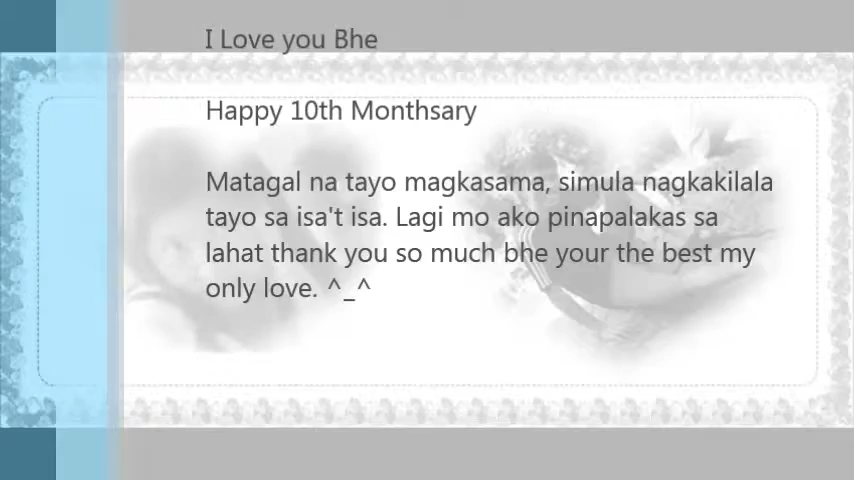 I Love you Bhe
Happy 10th Monthsary
Matagal na tayo magkasama, simula nagkakilala
tayo sa isa't isa. Lagi mo ako pinapalakas sa
lahat thank you so much bhe your the best my
only love. ^_^